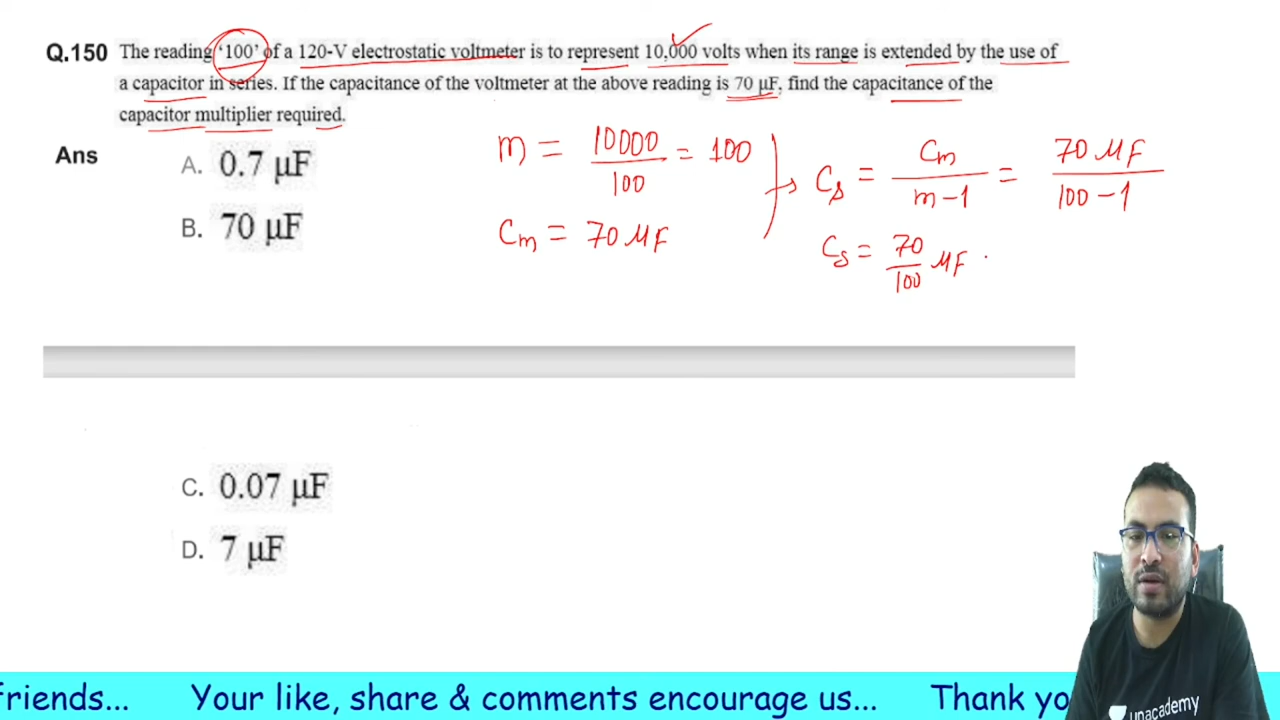 Q.150 The reading '100' of a 120-V electrostatic voltmeter is to represent 10,000 volts when its range is extended by the use of
a capacitor in series. If the capacitance of the voltmeter at the above reading is 70 μF, find the capacitance of the
capacitor multiplier required.
Ans
A. 0.7 μF
B. 70 μF
m = 10000/100 = 100
Cm = 70 μF
Cs = Cm/(m-1) = 70 μF/(100-1)
Cs = 70/100 μF
C. 0.07 μF
D. 7 μF
friends... Your like, share & comments encourage us... Thank yo
unacademy